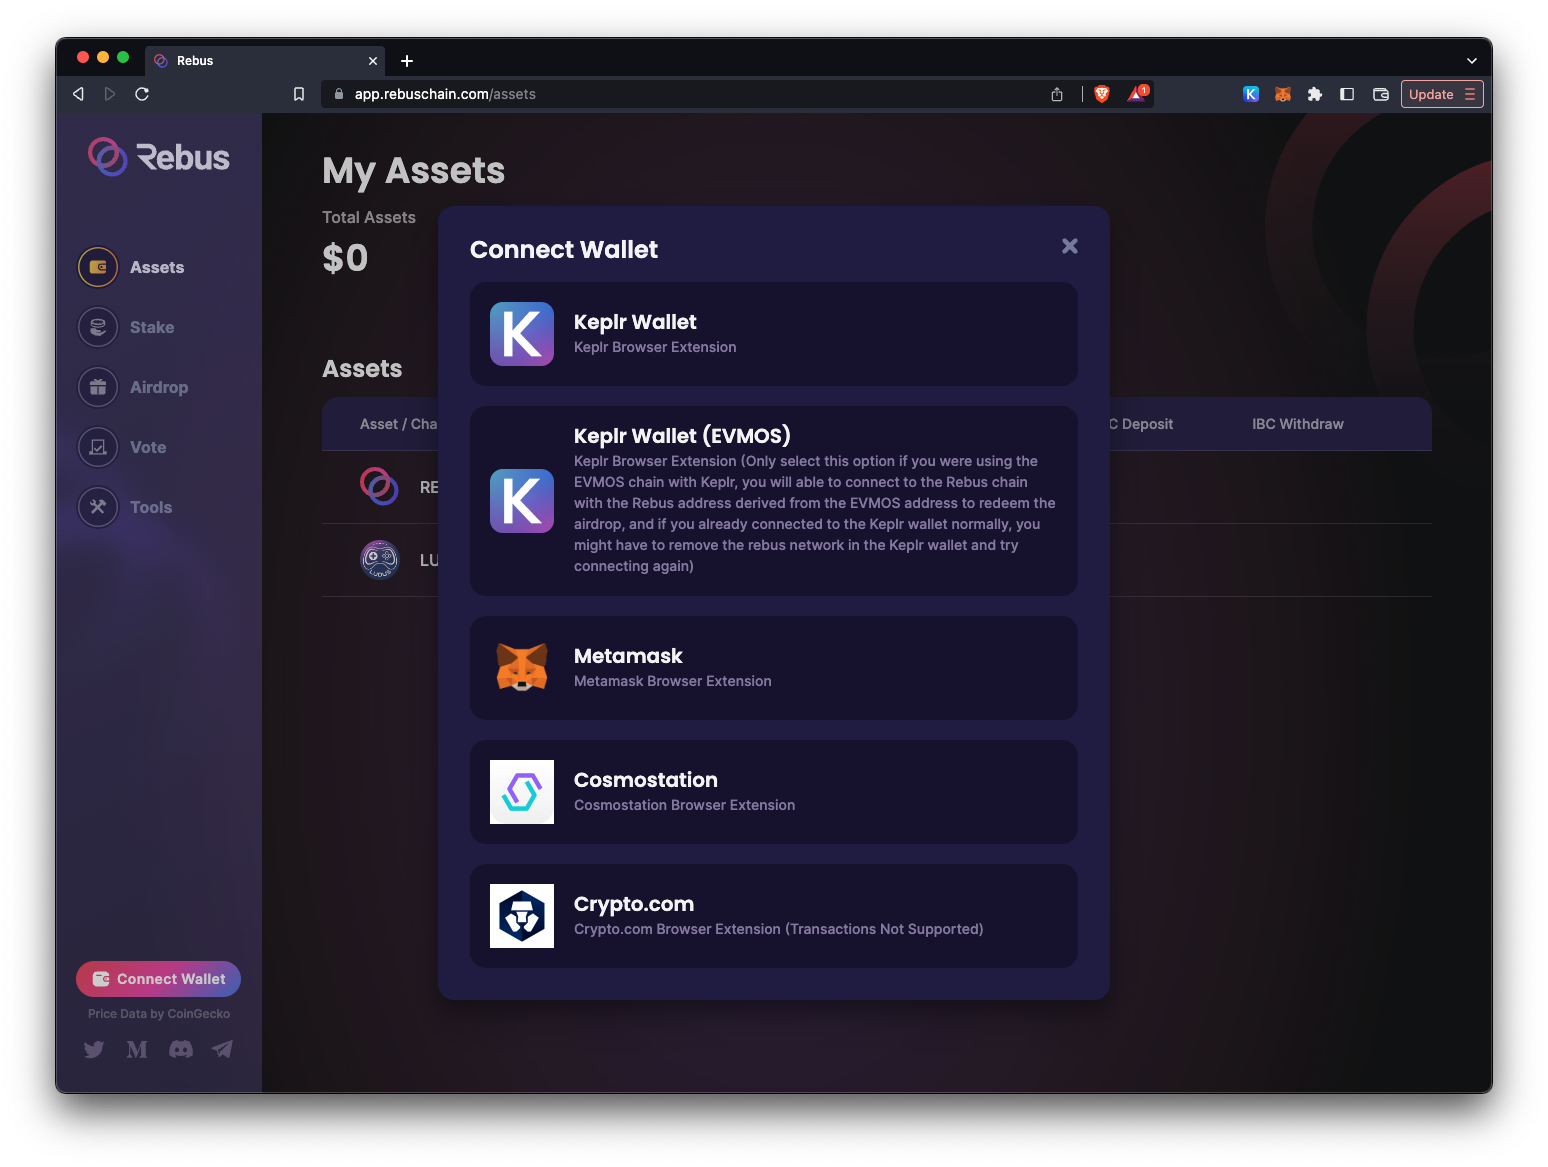 Rebus
app.rebuschain.com/assets
1
Update
Rebus
Assets
Stake
Airdrop
Vote
Tools
Connect Wallet
Price Data by CoinGecko
My Assets
Total Assets
$0
Assets
Asset / Cha
C Deposit
IBC Withdraw
RE
LUDUS
LU
Connect Wallet
K
Keplr Wallet
Keplr Browser Extension
K
Keplr Wallet (EVMOS)
Keplr Browser Extension (Only select this option if you were using the
EVMOS chain with Keplr, you will able to connect to the Rebus chain
with the Rebus address derived from the EVMOS address to redeem the
airdrop, and if you already connected to the Keplr wallet normally, you
might have to remove the rebus network in the Keplr wallet and try
connecting again)
Metamask
Metamask Browser Extension
Cosmostation
Cosmostation Browser Extension
Crypto.com
Crypto.com Browser Extension (Transactions Not Supported)